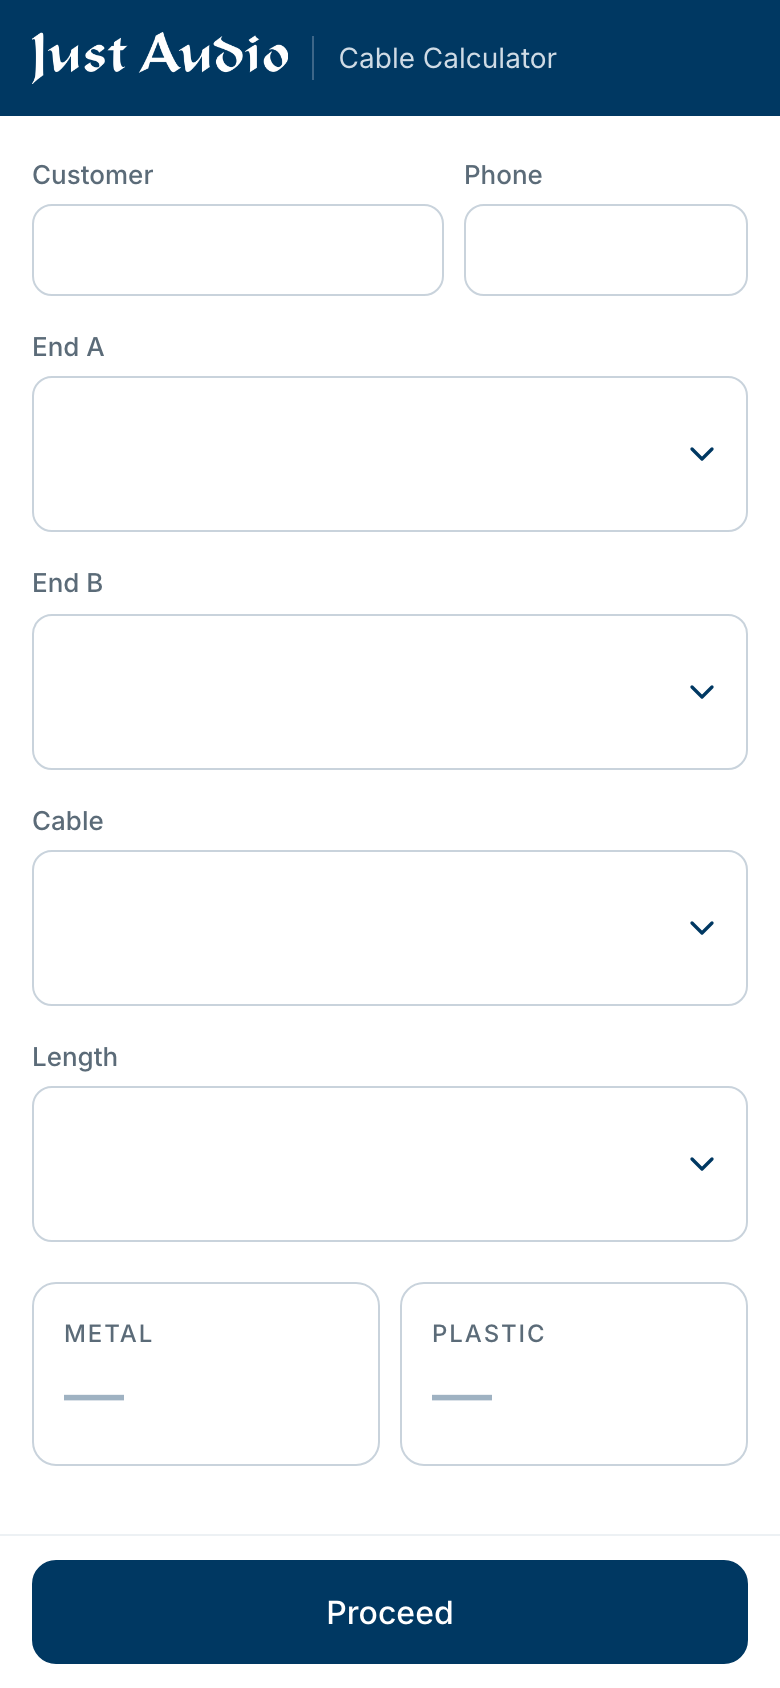 Just Audio Cable Calculator
Customer Phone
End A
End B
Cable
Length
METAL PLASTIC
Proceed